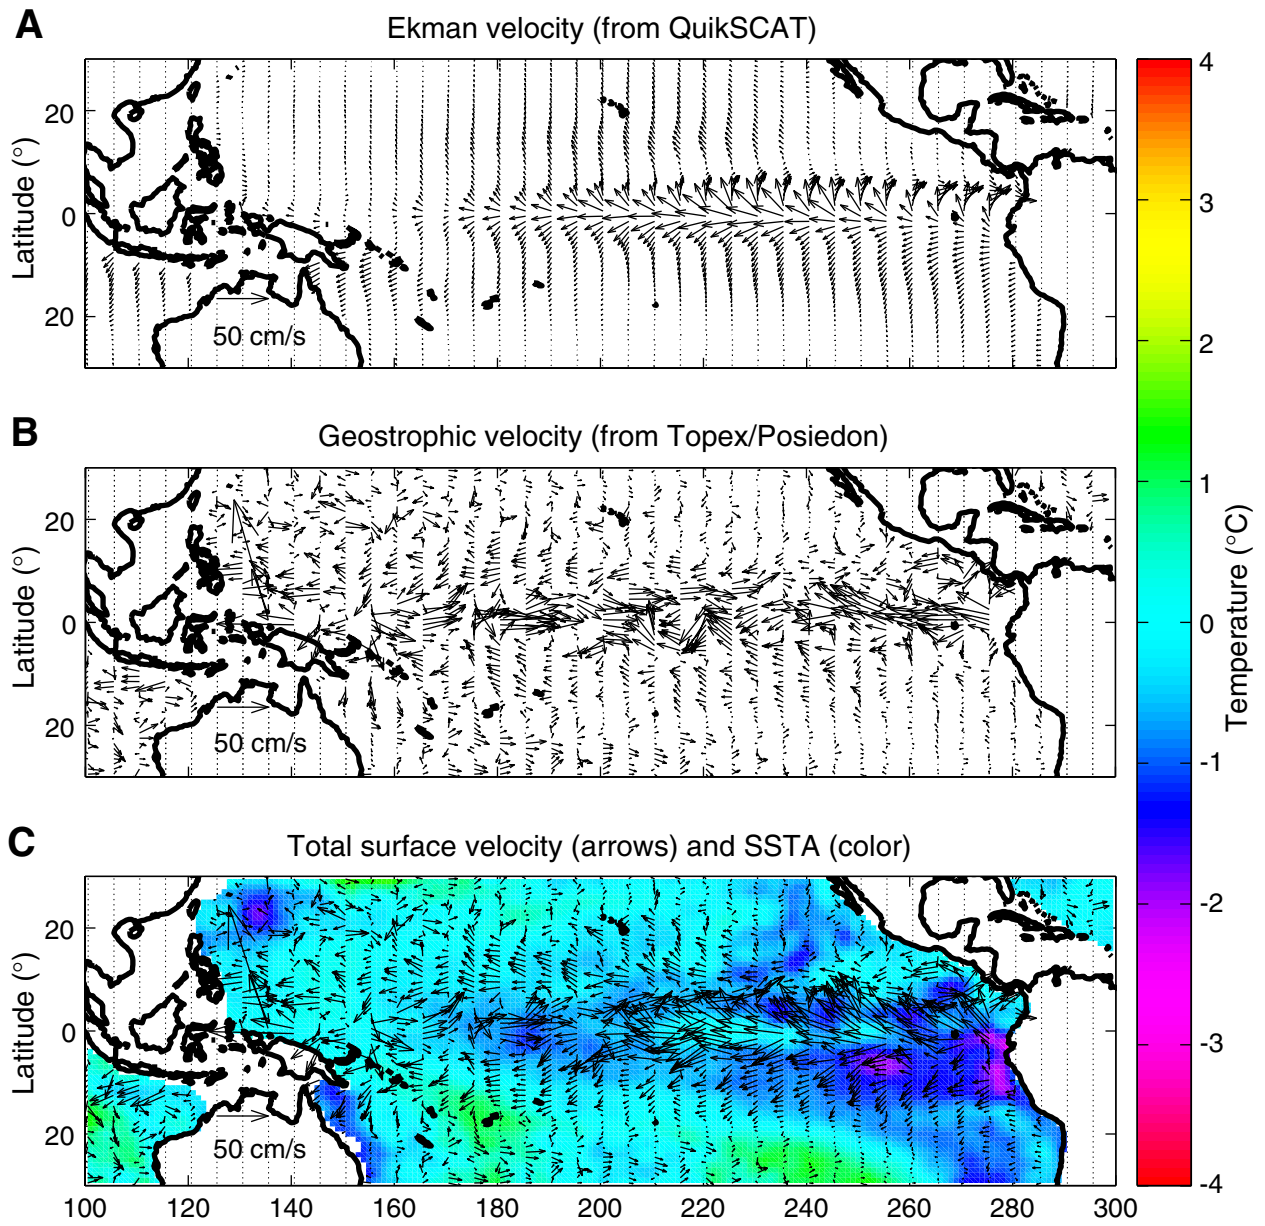 A
Ekman velocity (from QuikSCAT)
20
0
20
Latitude (°)
50 cm/s
B
Geostrophic velocity (from Topex/Posiedon)
20
0
20
Latitude (°)
50 cm/s
C
Total surface velocity (arrows) and SSTA (color)
20
0
20
Latitude (°)
50 cm/s
100 120 140 160 180 200 220 240 260 280 300
4
3
2
1
0
-1
-2
-3
-4
Temperature (°C)